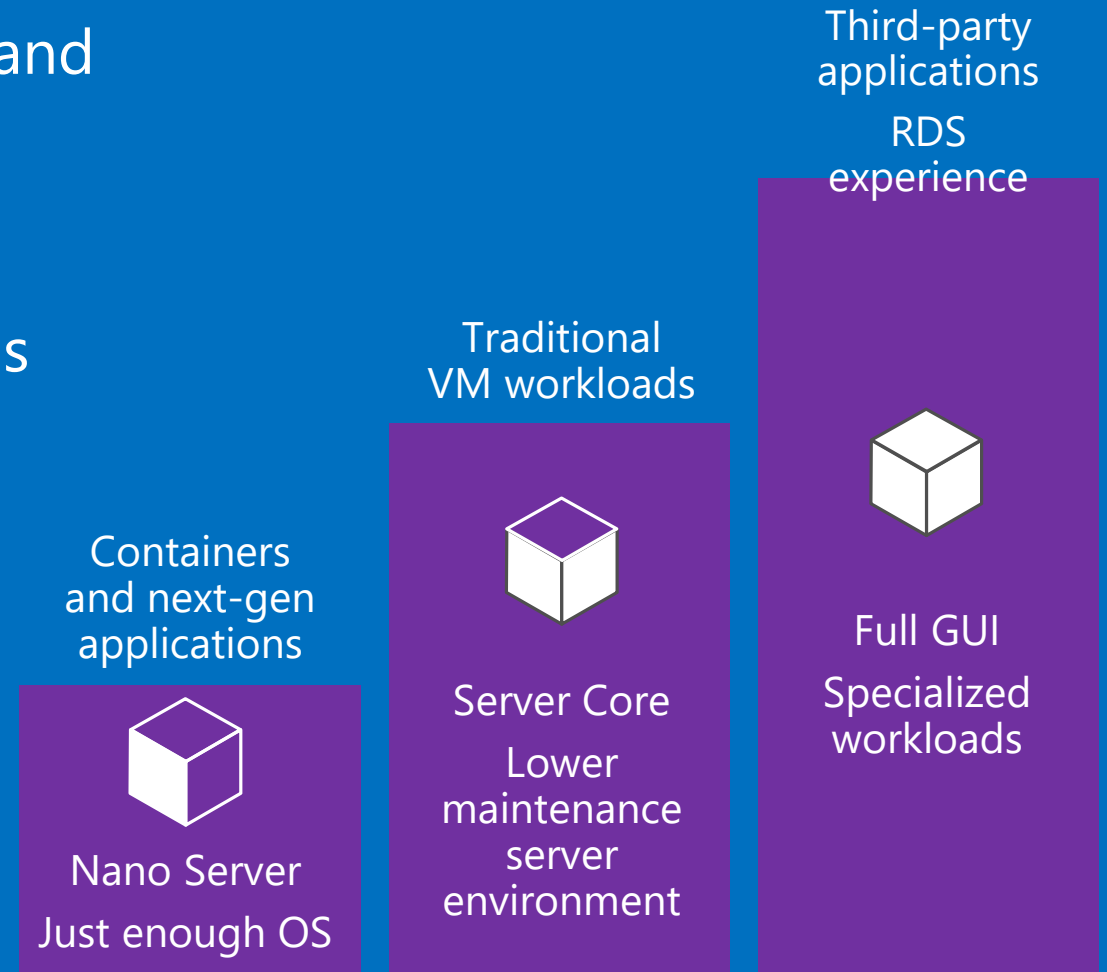 and
s
Containers
and next-gen
applications
Nano Server
Just enough OS
Traditional
VM workloads
Server Core
Lower
maintenance
server
environment
Third-party
applications
RDS
experience
Full GUI
Specialized
workloads